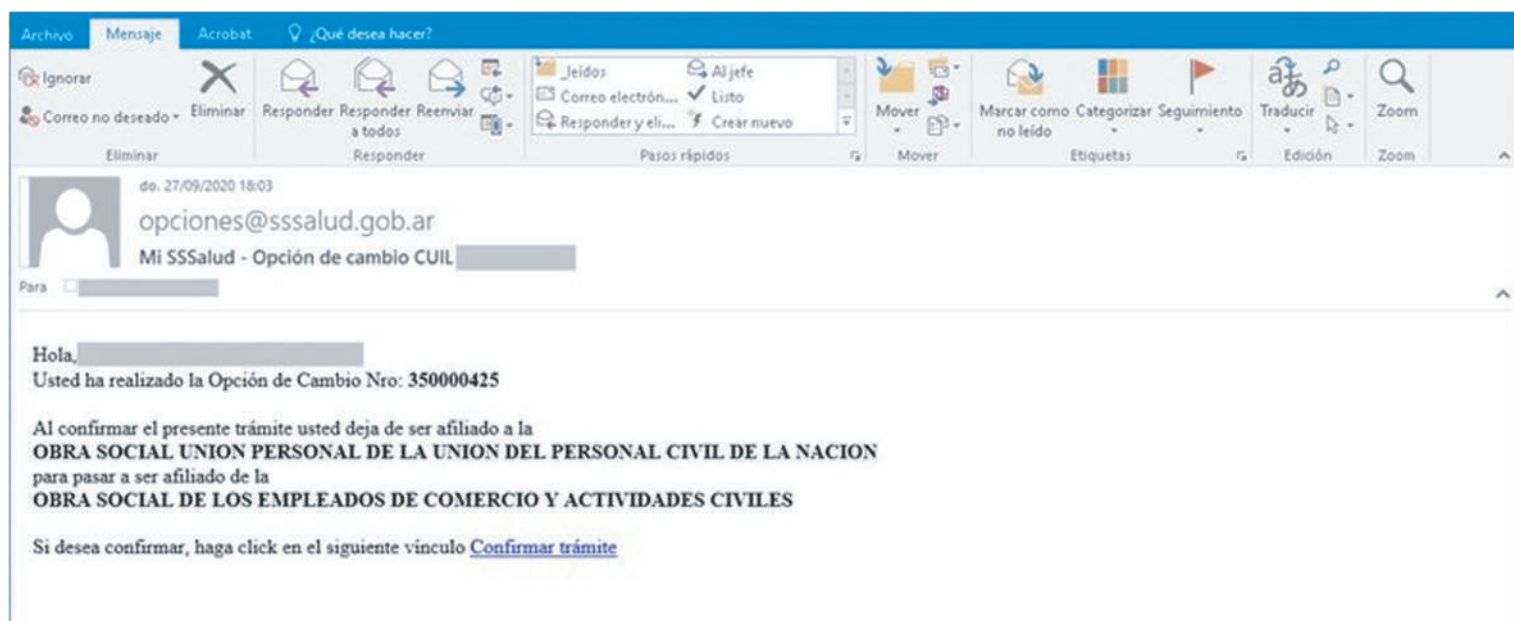 Archivo Mensaje Acrobat ¿Qué desea hacer?
Ignorar
Correo no deseado
Eliminar
Responder Responder a todos Reenviar
_leídos Al jefe
Correo electrón... Listo
Responder y eli... Crear nuevo
Mover
Marcar como no leído Categorizar Seguimiento
Traducir
Zoom
Eliminar Responder Pasos rápidos Mover Etiquetas Edición Zoom
do. 27/09/2020 18:03
opciones@sssalud.gob.ar
Mi SSSalud - Opción de cambio CUIL
Para
Hola,
Usted ha realizado la Opción de Cambio Nro: 350000425
Al confirmar el presente trámite usted deja de ser afiliado a la
OBRA SOCIAL UNION PERSONAL DE LA UNION DEL PERSONAL CIVIL DE LA NACION
para pasar a ser afiliado de la
OBRA SOCIAL DE LOS EMPLEADOS DE COMERCIO Y ACTIVIDADES CIVILES
Si desea confirmar, haga click en el siguiente vínculo Confirmar trámite